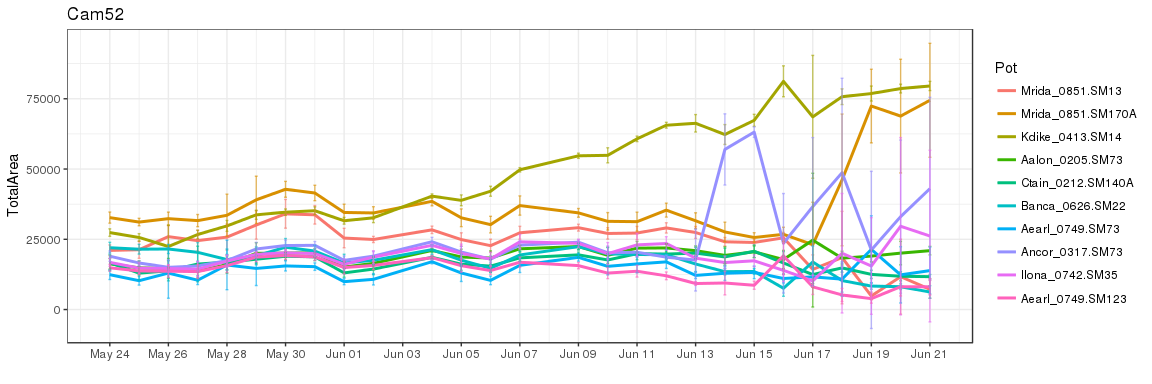 Cam52
TotalArea
75000
50000
25000
0
May 24 May 26 May 28 May 30 Jun 01 Jun 03 Jun 05 Jun 07 Jun 09 Jun 11 Jun 13 Jun 15 Jun 17 Jun 19 Jun 21
Pot
Mrida_0851.SM13
Mrida_0851.SM170A
Kdike_0413.SM14
Aalon_0205.SM73
Ctain_0212.SM140A
Banca_0626.SM22
Aearl_0749.SM73
Ancor_0317.SM73
Ilona_0742.SM35
Aearl_0749.SM123